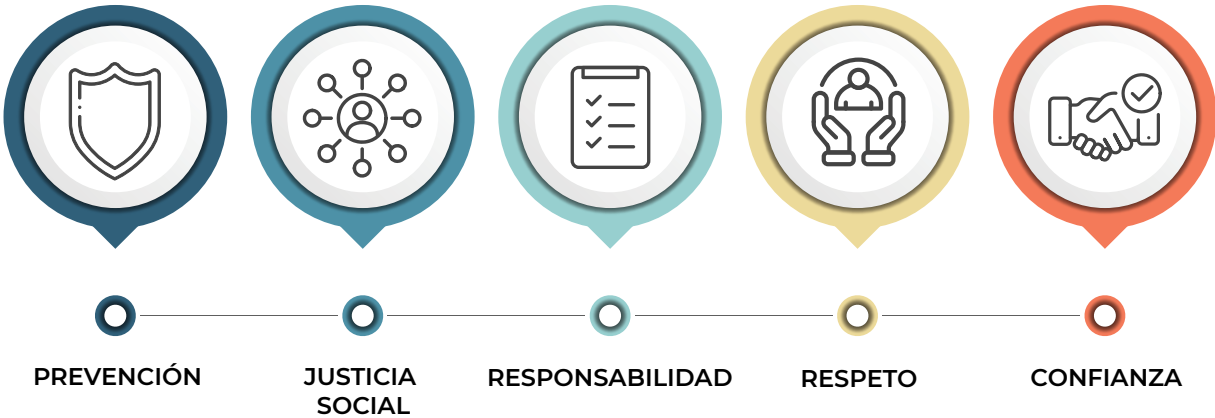 PREVENCIÓN
JUSTICIA
SOCIAL
RESPONSABILIDAD
RESPETO
CONFIANZA